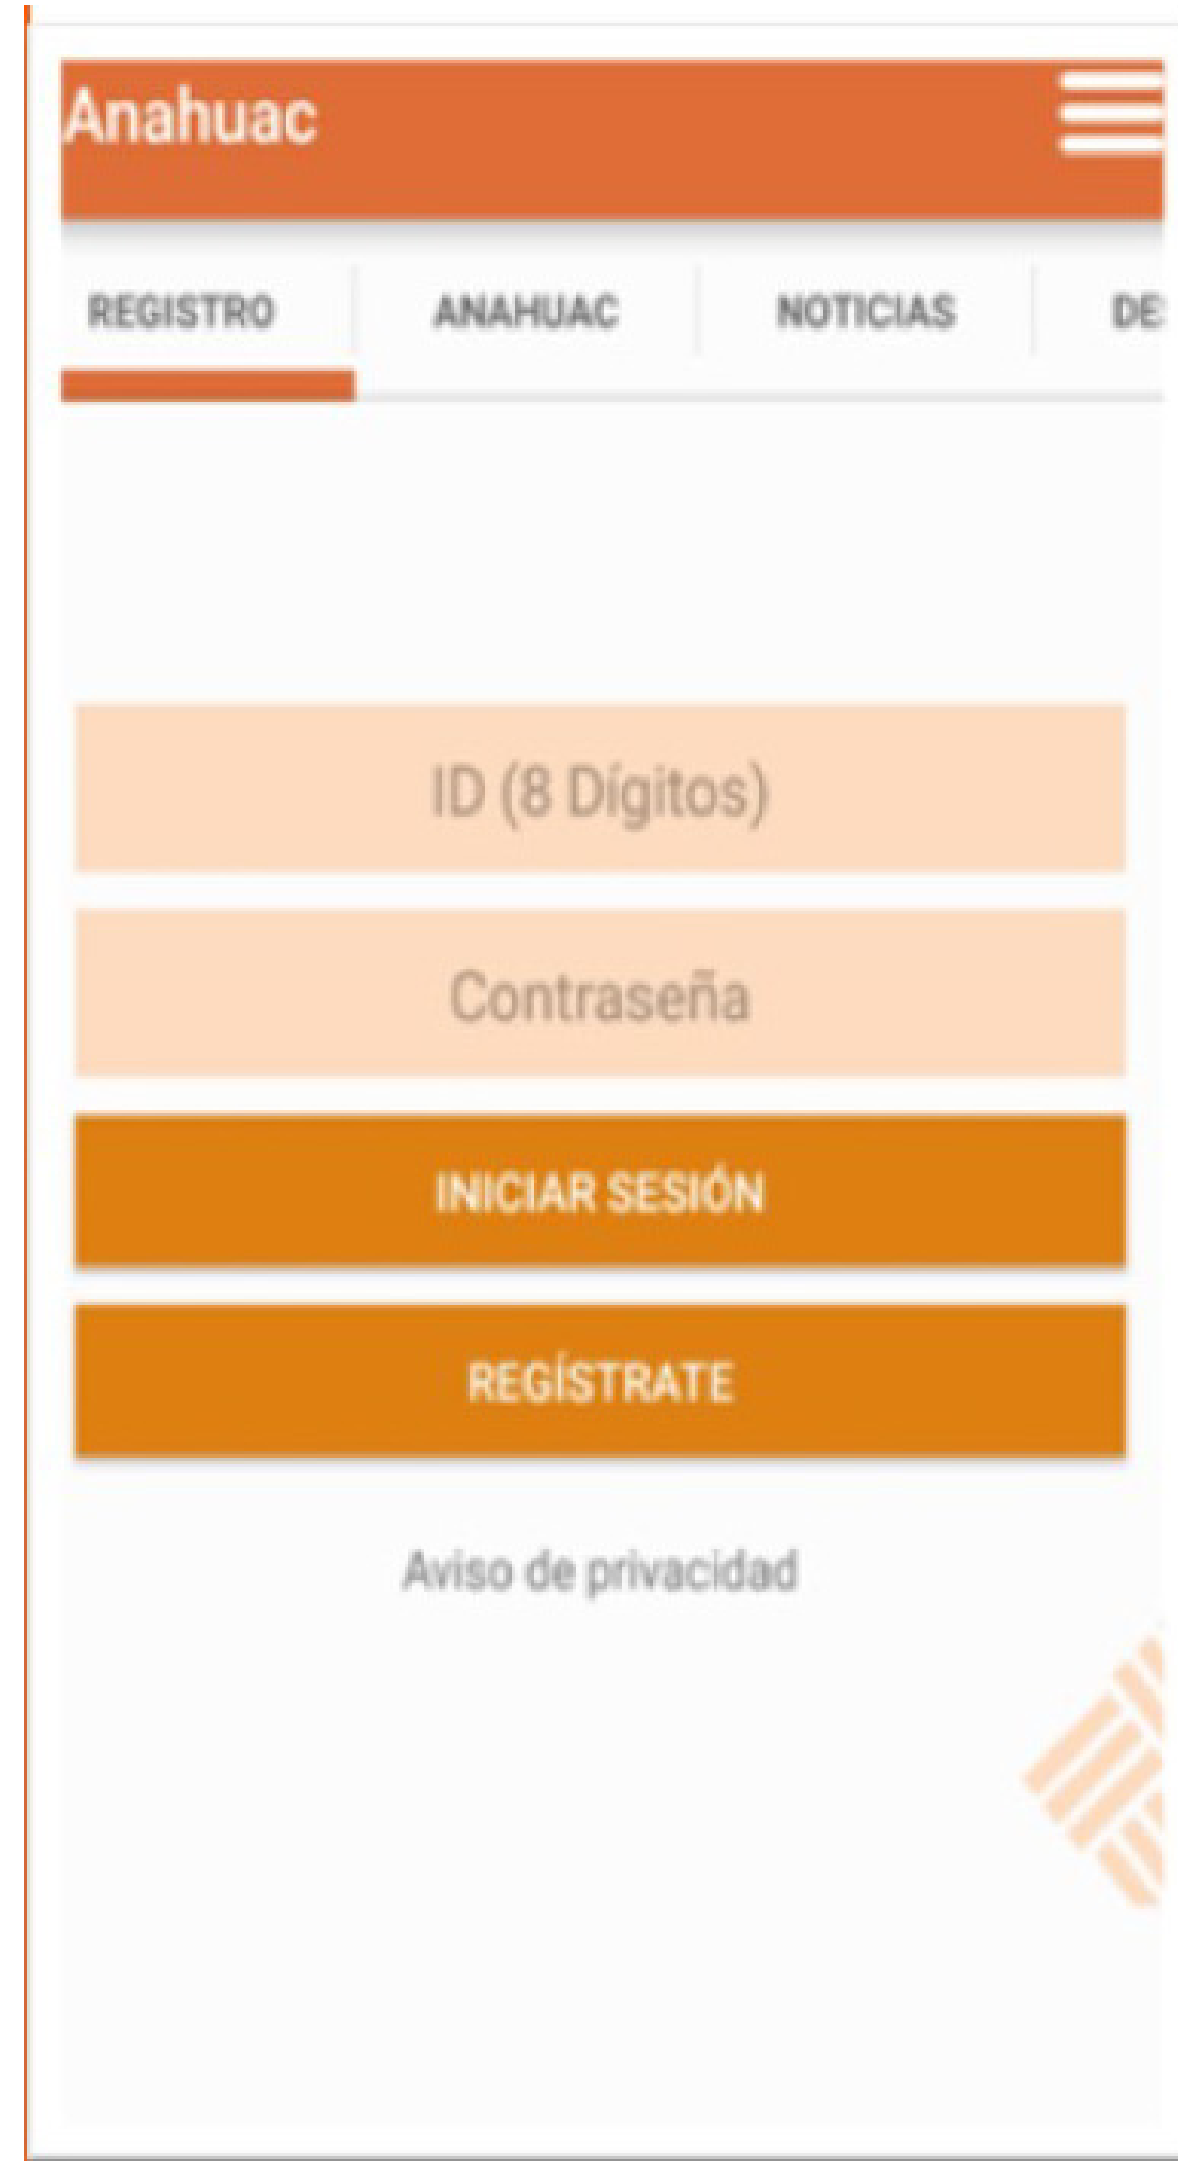 Anahuac
REGISTRO ANAHUAC NOTICIAS
ID (8 Dígitos)
Contraseña
INICIAR SESIÓN
REGÍSTRATE
Aviso de privacidad